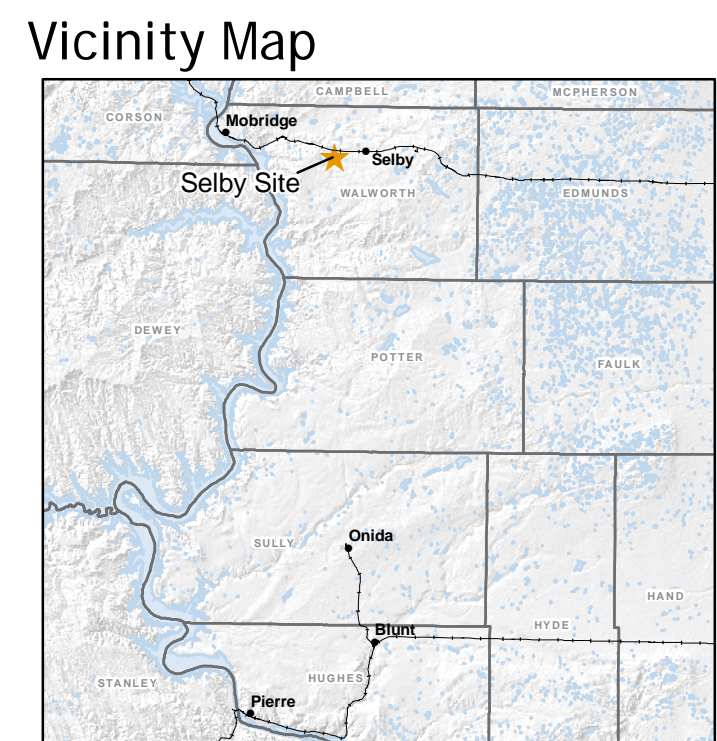 Vicinity Map
CAMPBELL
MCPHERSON
CORSON
Mobridge
Selby
Selby Site
WALWORTH
EDMUNDS
DEWEY
POTTER
FAULK
Onida
SULLY
HAND
HYDE
Blunt
HUGHES
STANLEY
Pierre